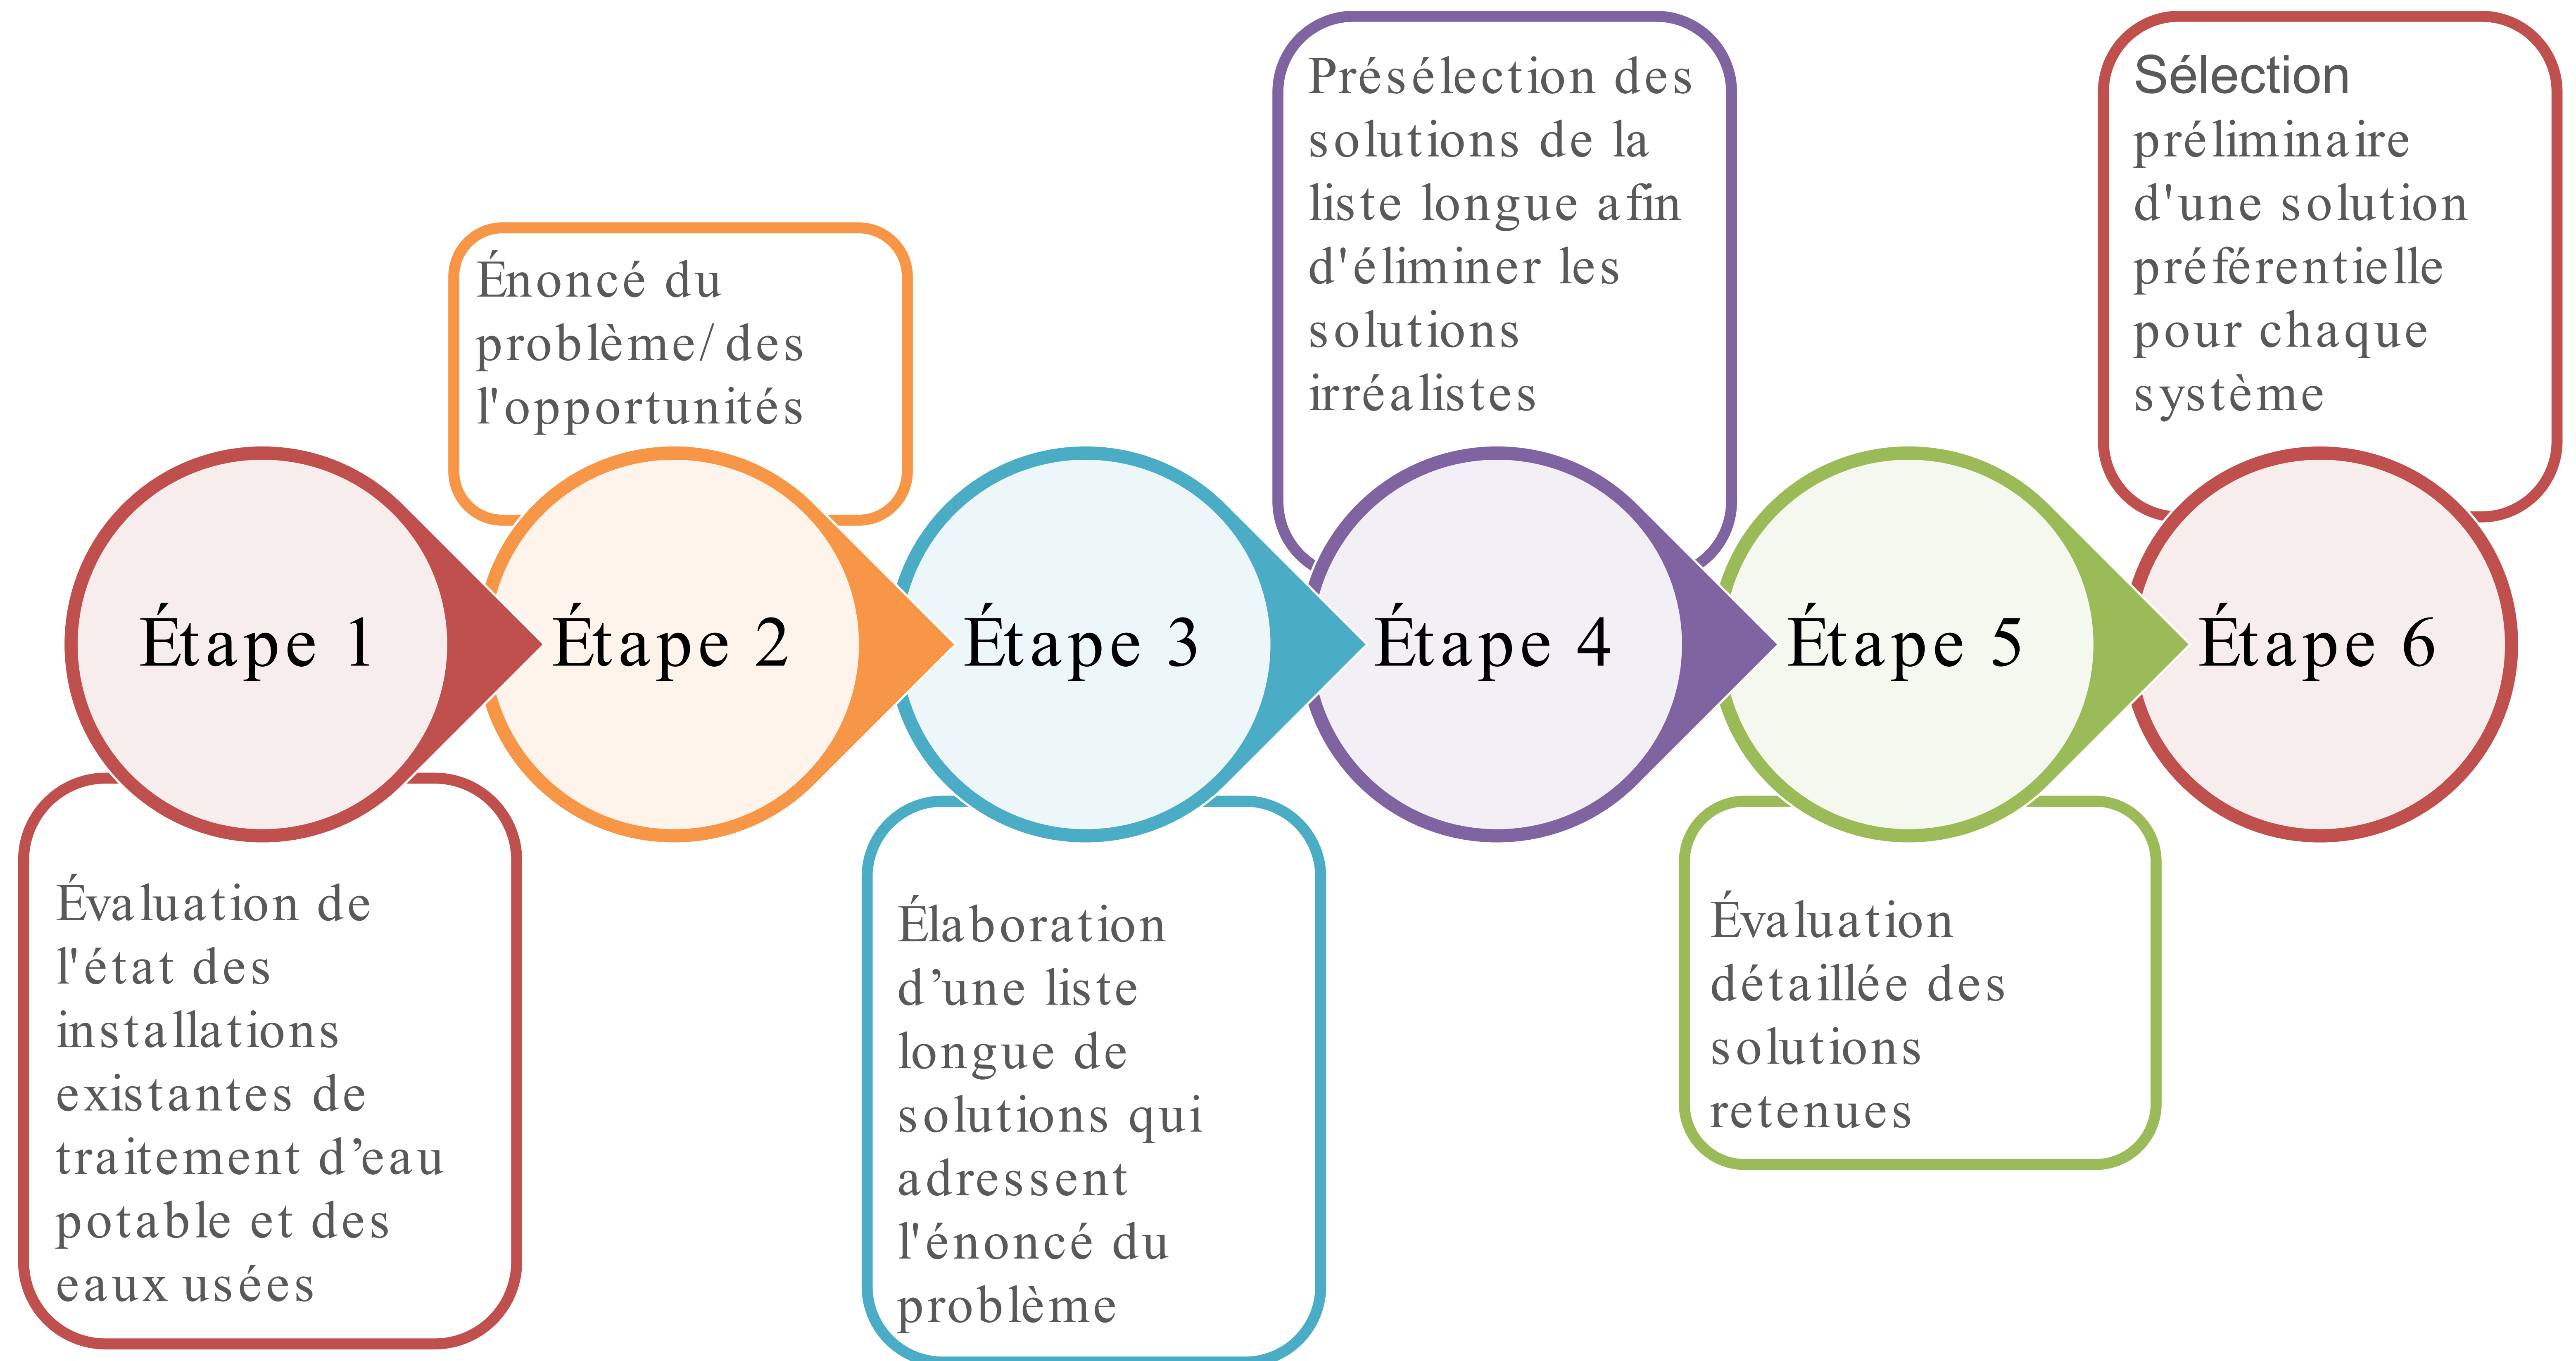 Étape 1
Évaluation de
l'état des
installations
existantes de
traitement d’eau
potable et des
eaux usées
Étape 2
Énoncé du
problème/ des
l'opportunités
Étape 3
Élaboration
d’une liste
longue de
solutions qui
adressent
l'énoncé du
problème
Étape 4
Présélection des
solutions de la
liste longue afin
d'éliminer les
solutions
irréalistes
Étape 5
Évaluation
détaillée des
solutions
retenues
Étape 6
Sélection
préliminaire
d'une solution
préférentielle
pour chaque
système